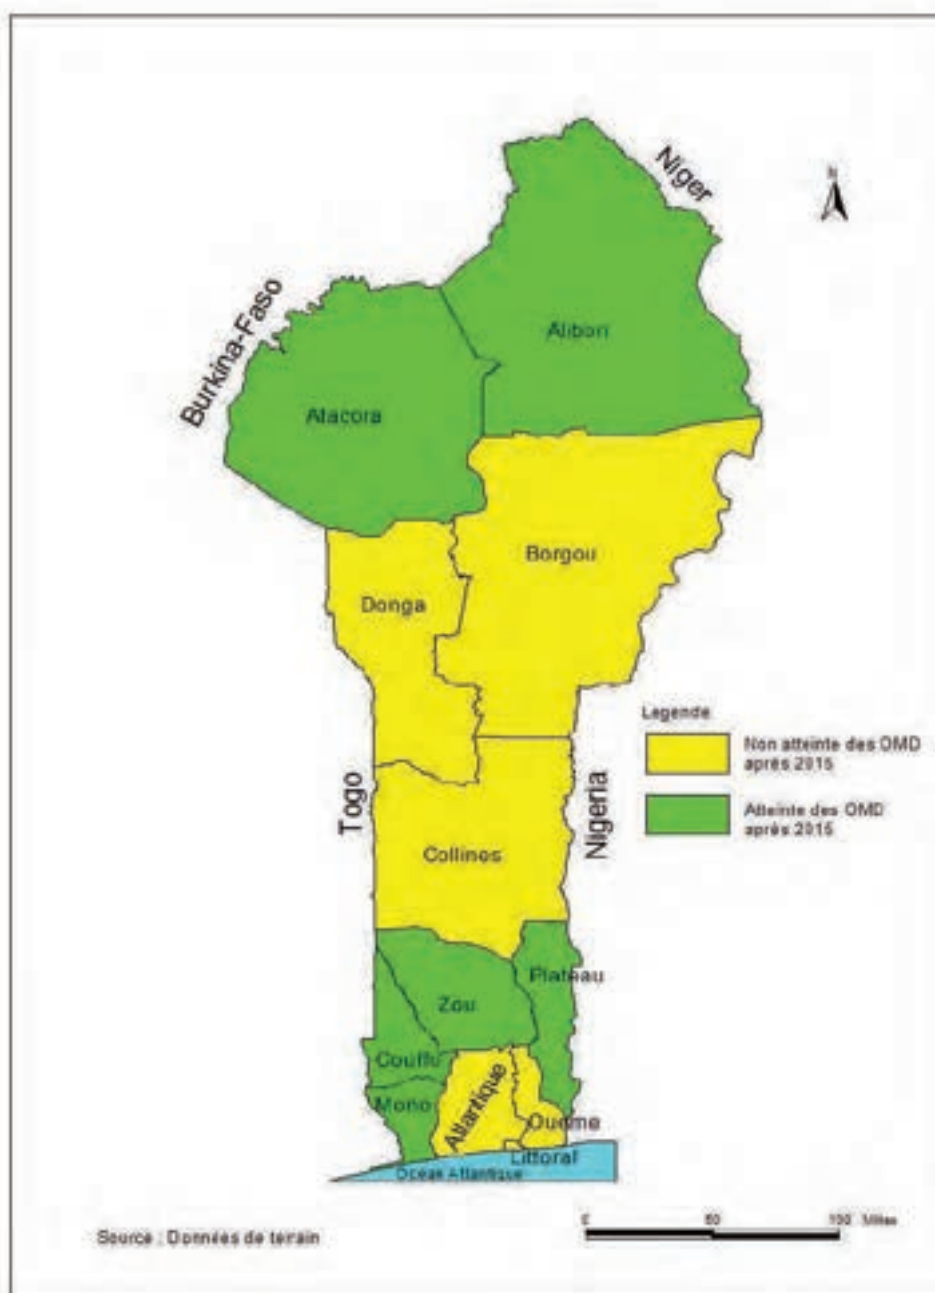 Niger
N
Burkina-Faso
Alibori
Atacora
Borgou
Donga
Legende
Non atteinte des OMD
après 2015
Atteinte des OMD
après 2015
Togo
Nigeria
Collines
Plateau
Zou
Couffo
Mono
Atlantique
Oueme
Littoral
Ocean Atlantique
0 50 100 Miles
Source : Données de terrain